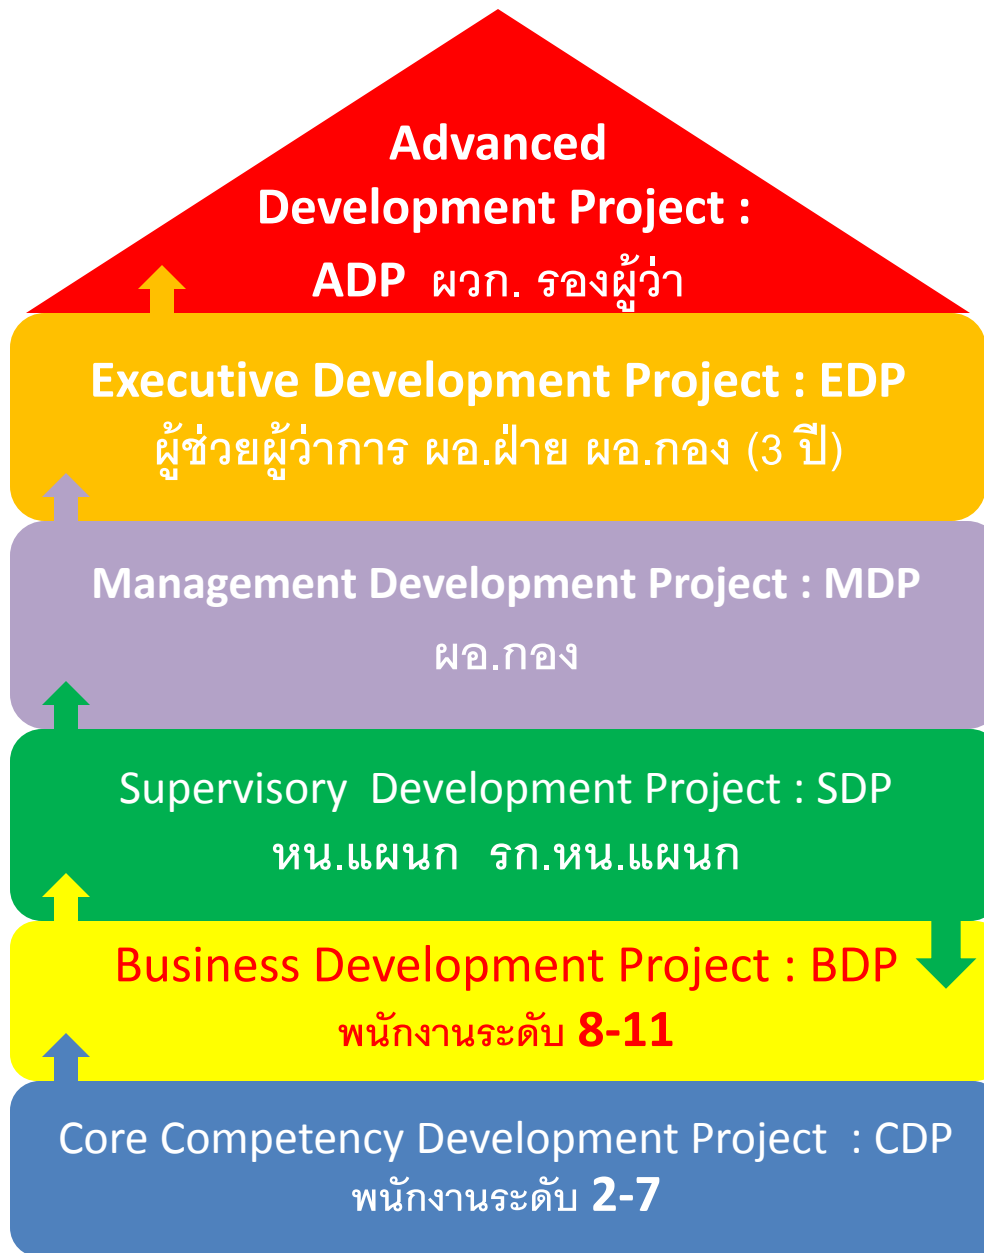 Advanced
Development Project :
ADP ผวก. รองผู้ว่า
Executive Development Project : EDP
ผู้ช่วยผู้ว่าการ ผอ.ฝ่าย ผอ.กอง (3 ปี)
Management Development Project : MDP
ผอ.กอง
Supervisory Development Project : SDP
หน.แผนก รก.หน.แผนก
Business Development Project : BDP
พนักงานระดับ 8-11
Core Competency Development Project : CDP
พนักงานระดับ 2-7